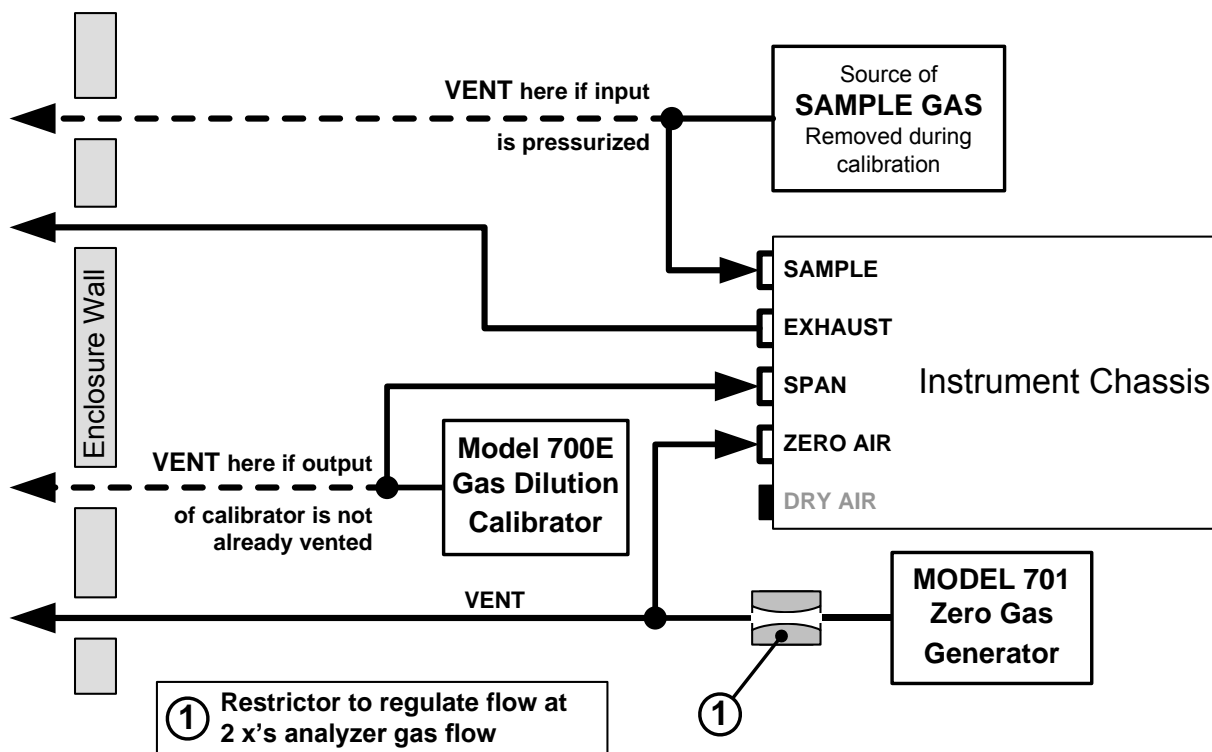 VENT here if input
is pressurized
Source of
SAMPLE GAS
Removed during
calibration
SAMPLE
EXHAUST
SPAN
ZERO AIR
DRY AIR
Instrument Chassis
Enclosure Wall
VENT here if output
of calibrator is not
already vented
Model 700E
Gas Dilution
Calibrator
VENT
MODEL 701
Zero Gas
Generator
1
1 Restrictor to regulate flow at
2 x's analyzer gas flow